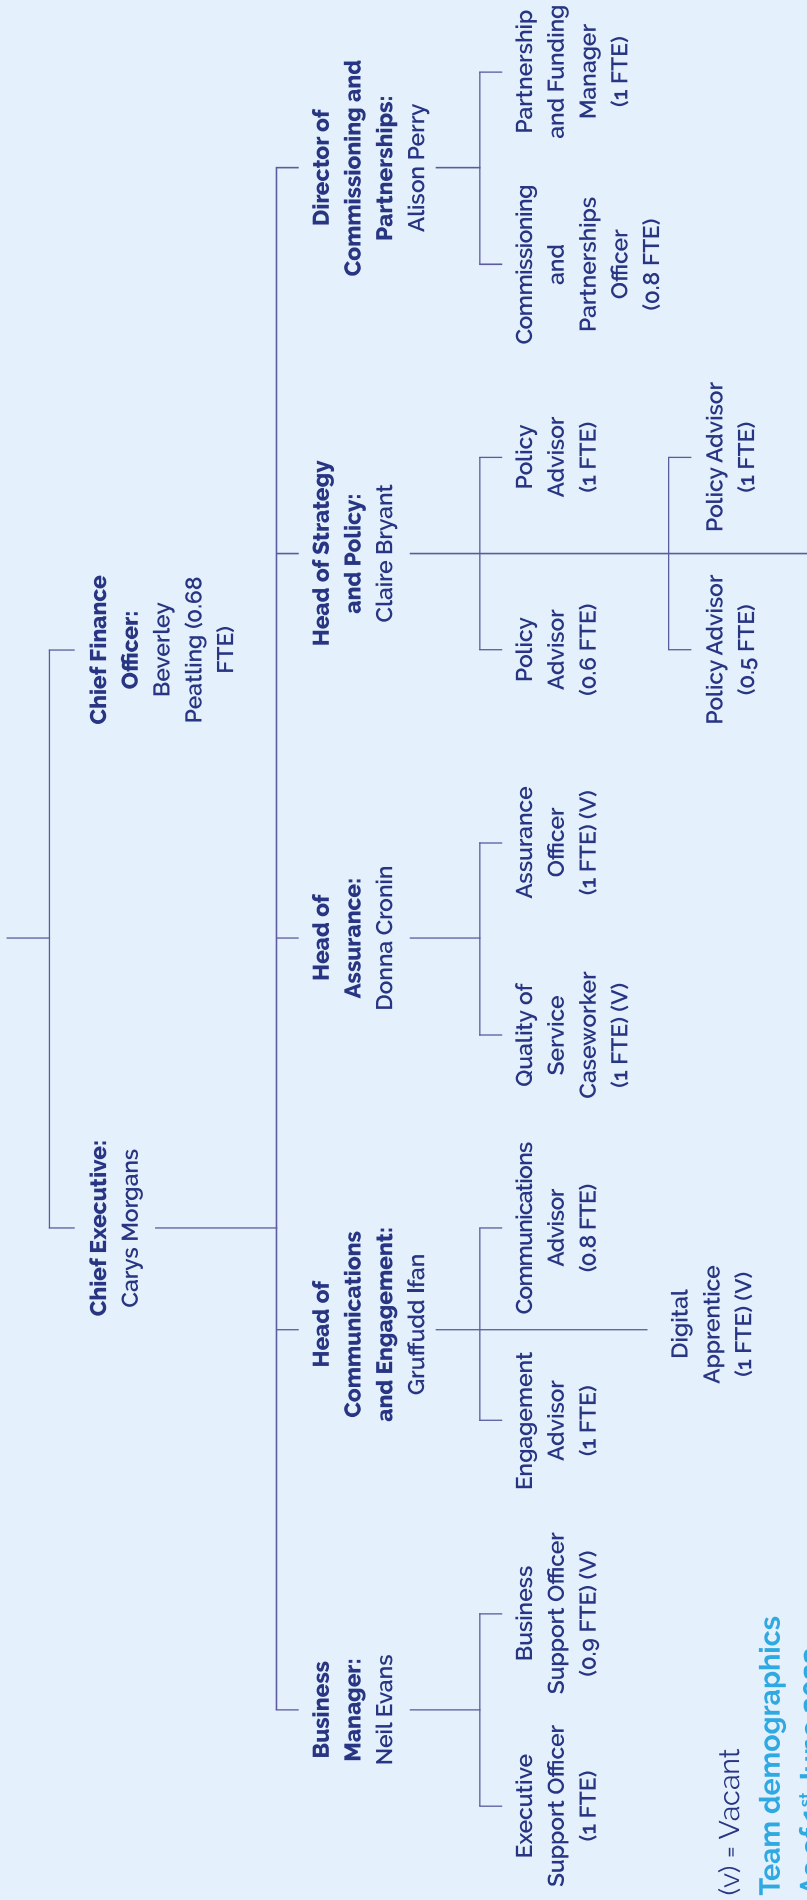 Chief Executive:
Carys Morgans
Chief Finance
Officer:
Beverley
Peatling (0.68
FTE)
Business
Manager:
Neil Evans
Head of
Communications
and Engagement:
Gruffudd Ifan
Head of
Assurance:
Donna Cronin
Head of Strategy
and Policy:
Claire Bryant
Director of
Commissioning and
Partnerships:
Alison Perry
Executive
Support Officer
(1 FTE)
Business
Support Officer
(0.9 FTE) (V)
Engagement
Advisor
(1 FTE)
Communications
Advisor
(0.8 FTE)
Quality of
Service
Caseworker
(1 FTE) (V)
Assurance
Officer
(1 FTE) (V)
Policy
Advisor
(0.6 FTE)
Policy
Advisor
(1 FTE)
Commissioning
and
Partnerships
Officer
(0.8 FTE)
Partnership
and Funding
Manager
(1 FTE)
Digital
Apprentice
(1 FTE) (V)
Policy Advisor
(0.5 FTE)
Policy Advisor
(1 FTE)
(v) = Vacant
Team demographics
As of 1st June